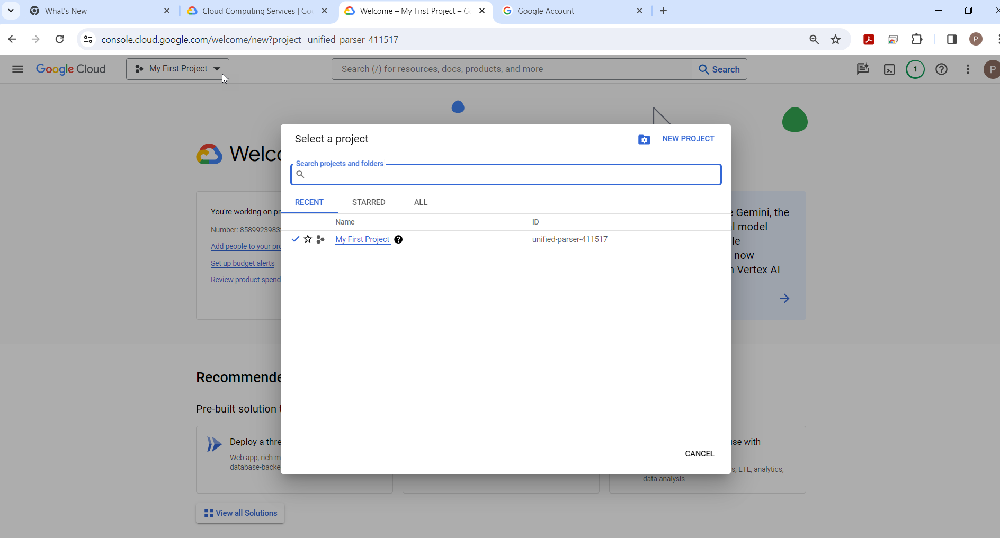 What's New
Cloud Computing Services | Goo
Welcome – My First Project – Go
Google Account
console.cloud.google.com/welcome/new?project=unified-parser-411517
P
Google Cloud
My First Project
Search (/) for resources, docs, products, and more
Search
1
P
Welco
Select a project
NEW PROJECT
Search projects and folders
RECENT
STARRED
ALL
Name
ID
My First Project
unified-parser-411517
CANCEL
You're working on pr
Number: 8589923983
Add people to your pro
Set up budget alerts
Review product spend
Gemini, the
model
now
Vertex AI
Recommende
Pre-built solution t
Deploy a thre
Web app, rich m
database-backe
use with
s, ETL, analytics,
data analysis
View all Solutions